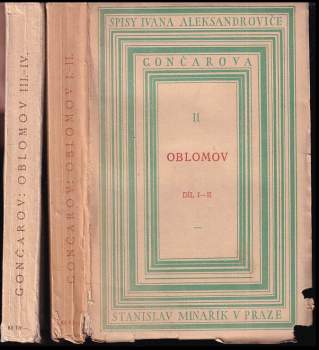 GONČAROV: OBLOMOV III.-IV.
GONČAROV: OBLOMOV I. II.
SPISY IVANA ALEKSANDROVIČE
GONČAROVA
II
OBLOMOV
DÍL I-II
STANISLAV MINAŘÍK V PRAZE